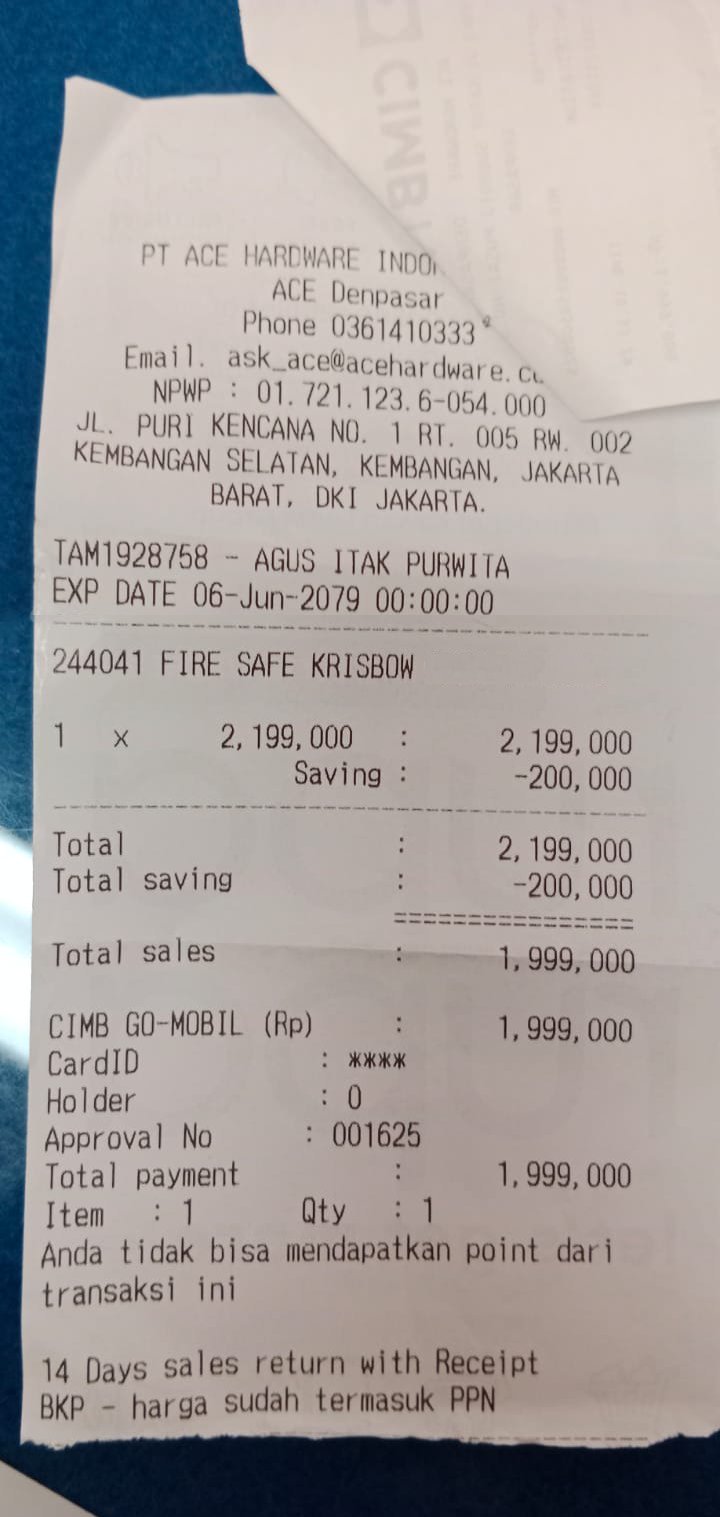 CIMB
PT ACE HARDWARE
ACE Denpasar
Phone 0361410333
Email. ask_ace@acehardware.c
NPWP : 01.721.123.6-054.000
JL. PURI KENCANA NO. 1 RT. 005 RW. 002
KEMBANGAN SELATAN, KEMBANGAN, JAKARTA
BARAT, DKI JAKARTA.
TAM1928758 - AGUS ITAK PURWITA
EXP DATE 06-Jun-2079 00:00:00
244041 FIRE SAFE KRISBOW
1 x 2,199,000 : 2,199,000
Saving : -200,000
Total : 2,199,000
Total saving : -200,000
================
Total sales : 1,999,000
CIMB GO-MOBIL (Rp) : 1,999,000
CardID : ****
Holder : 0
Approval No : 001625
Total payment : 1,999,000
Item : 1 Qty : 1
Anda tidak bisa mendapatkan point dari
transaksi ini
14 Days sales return with Receipt
BKP - harga sudah termasuk PPN